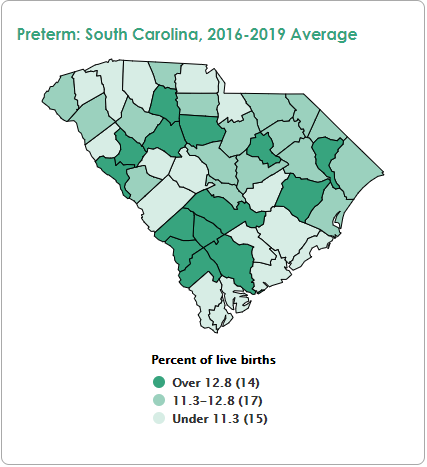 Preterm: South Carolina, 2016-2019 Average
Percent of live births
Over 12.8 (14)
11.3-12.8 (17)
Under 11.3 (15)